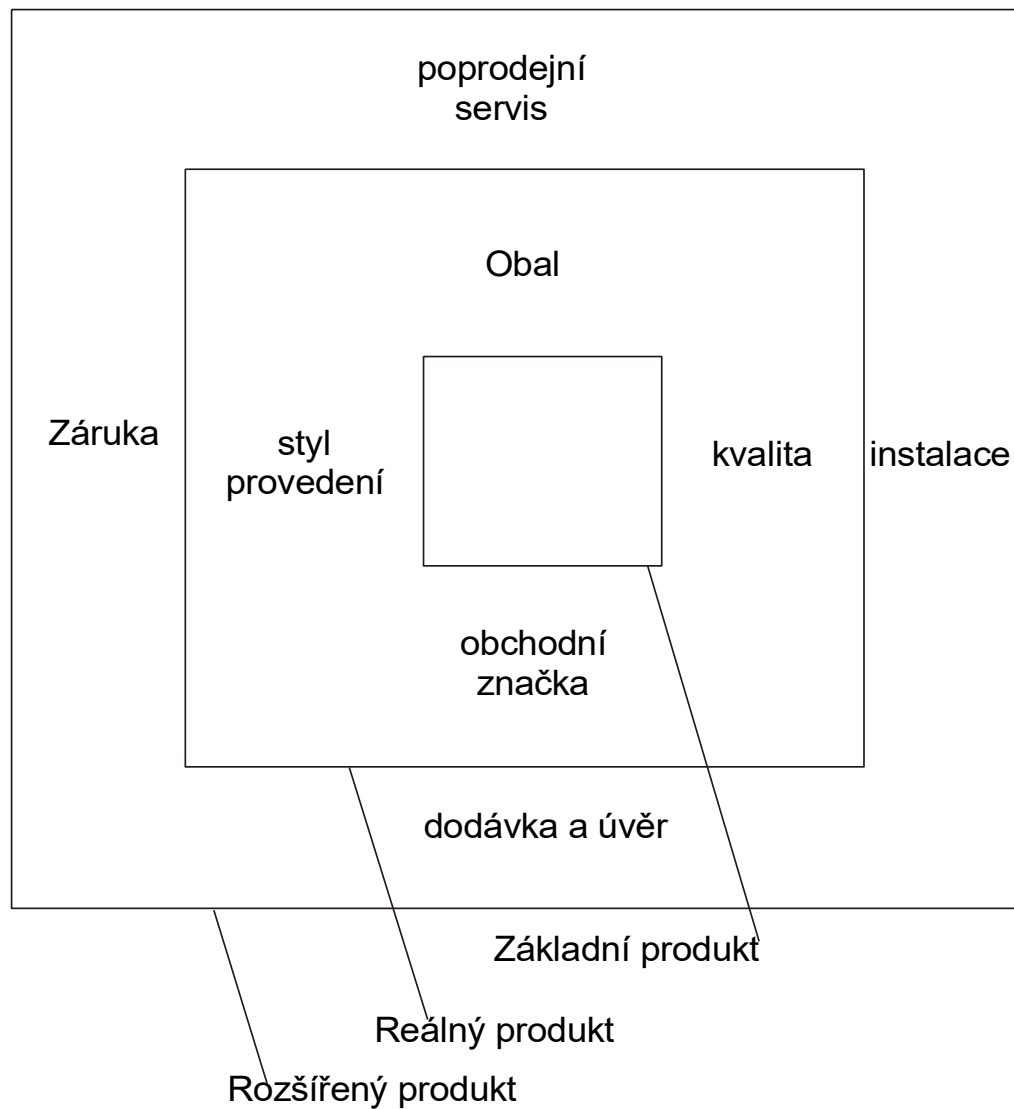 poprodejní
servis
Obal
Záruka
styl
provedení
kvalita
instalace
obchodní
značka
dodávka a úvěr
Základní produkt
Reálný produkt
Rozšířený produkt